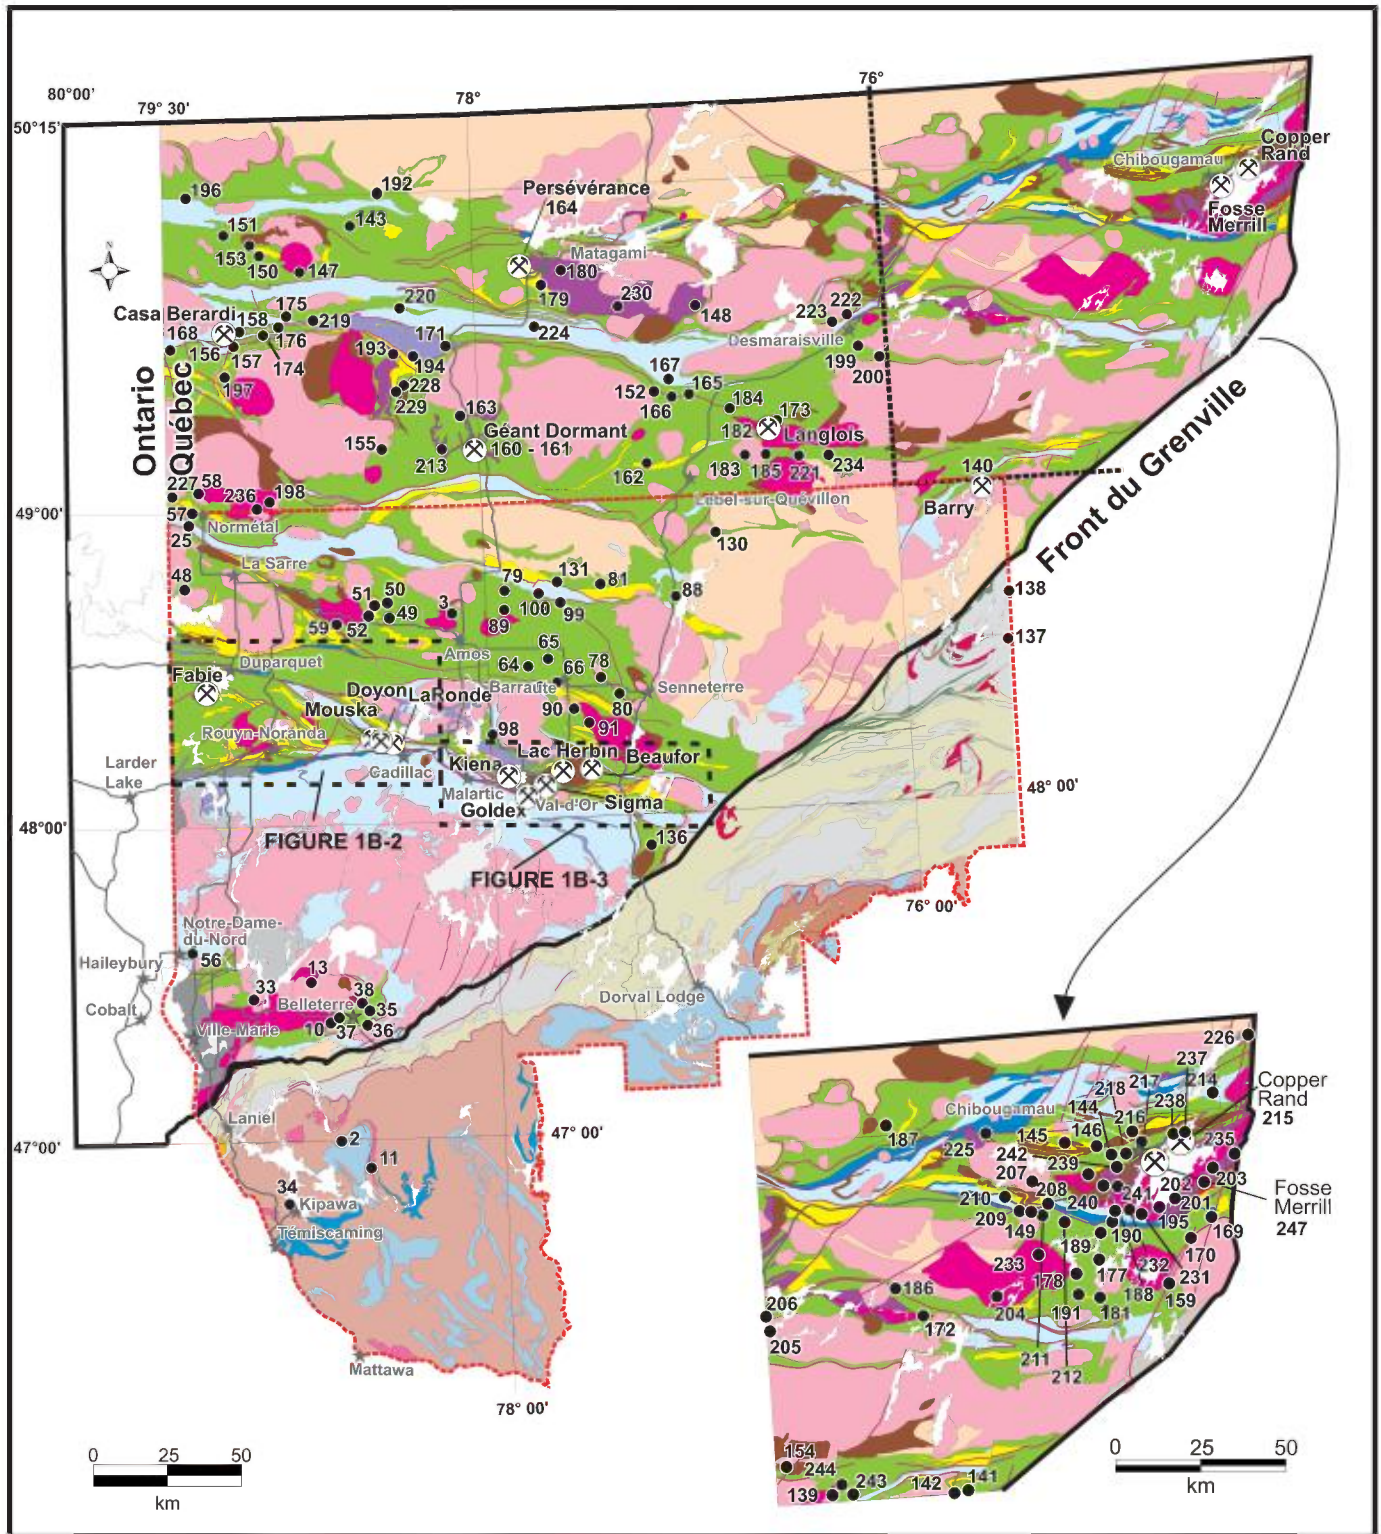 80°00'
79° 30'
78°
76°
50°15'
Copper
Rand
Chibougamau
Fosse
Merrill
196
192
Persévérance
164
151
143
153
150
147
Matagami
180
179
N
220
230
148
222
223
Casa Berardi
158
175
219
171
224
Desmaraisville
168
156
157
176
174
193
194
199
200
167
165
152
166
197
228
229
163
184
173
182
Langlois
Géant Dormant
160 - 161
155
213
162
183
185
221
234
140
Ontario
Québec
Front du Grenville
227
58
236
198
Lebel-sur-Quévillon
Barry
49°00'
57
25
Normétal
130
La Sarre
48
51
50
49
3
79
131
81
88
138
100
99
59
52
89
137
Duparquet
Amos
65
64
66
78
Fabie
Doyon
LaRonde
Barraute
Senneterre
Mouska
90
80
91
Rouyn-Noranda
98
Lac Herbin
Beaufor
Larder
Lake
Cadillac
Kiena
Malartic
Goldex
Val-d'Or
Sigma
48° 00'
48°00'
FIGURE 1B-2
136
FIGURE 1B-3
76° 00'
Notre-Dame-
du-Nord
56
Haileybury
13
33
38
Belleterre
35
Dorval Lodge
Cobalt
Ville-Marie
10
37
36
226
237
Laniel
218
217
214
Copper
Rand
215
Chibougamau
144
238
47°00'
2
47° 00'
187
225
145
146
216
235
11
242
239
207
34
Kipawa
208
240
241
202
203
Fosse
Merrill
247
210
201
209
149
195
169
Témiscaming
189
190
170
233
178
177
232
231
186
188
159
206
204
191
181
172
205
211
212
Mattawa
78° 00'
154
244
243
142
141
139
0
25
50
km
0
25
50
km